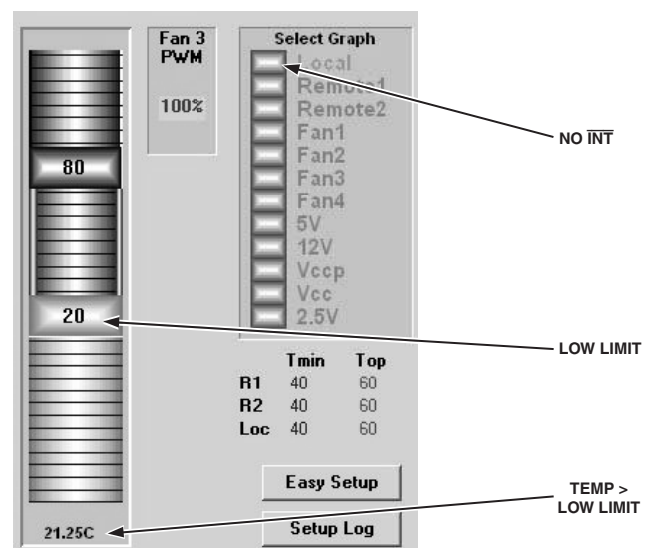 Fan 3
PWM
100%
Select Graph
Local
Remote1
Remote2
Fan1
Fan2
Fan3
Fan4
5V
12V
Vccp
Vcc
2.5V
80
20
Tmin Top
R1 40 60
R2 40 60
Loc 40 60
Easy Setup
Setup Log
21.25C
NO I̅N̅T̅
LOW LIMIT
TEMP >
LOW LIMIT